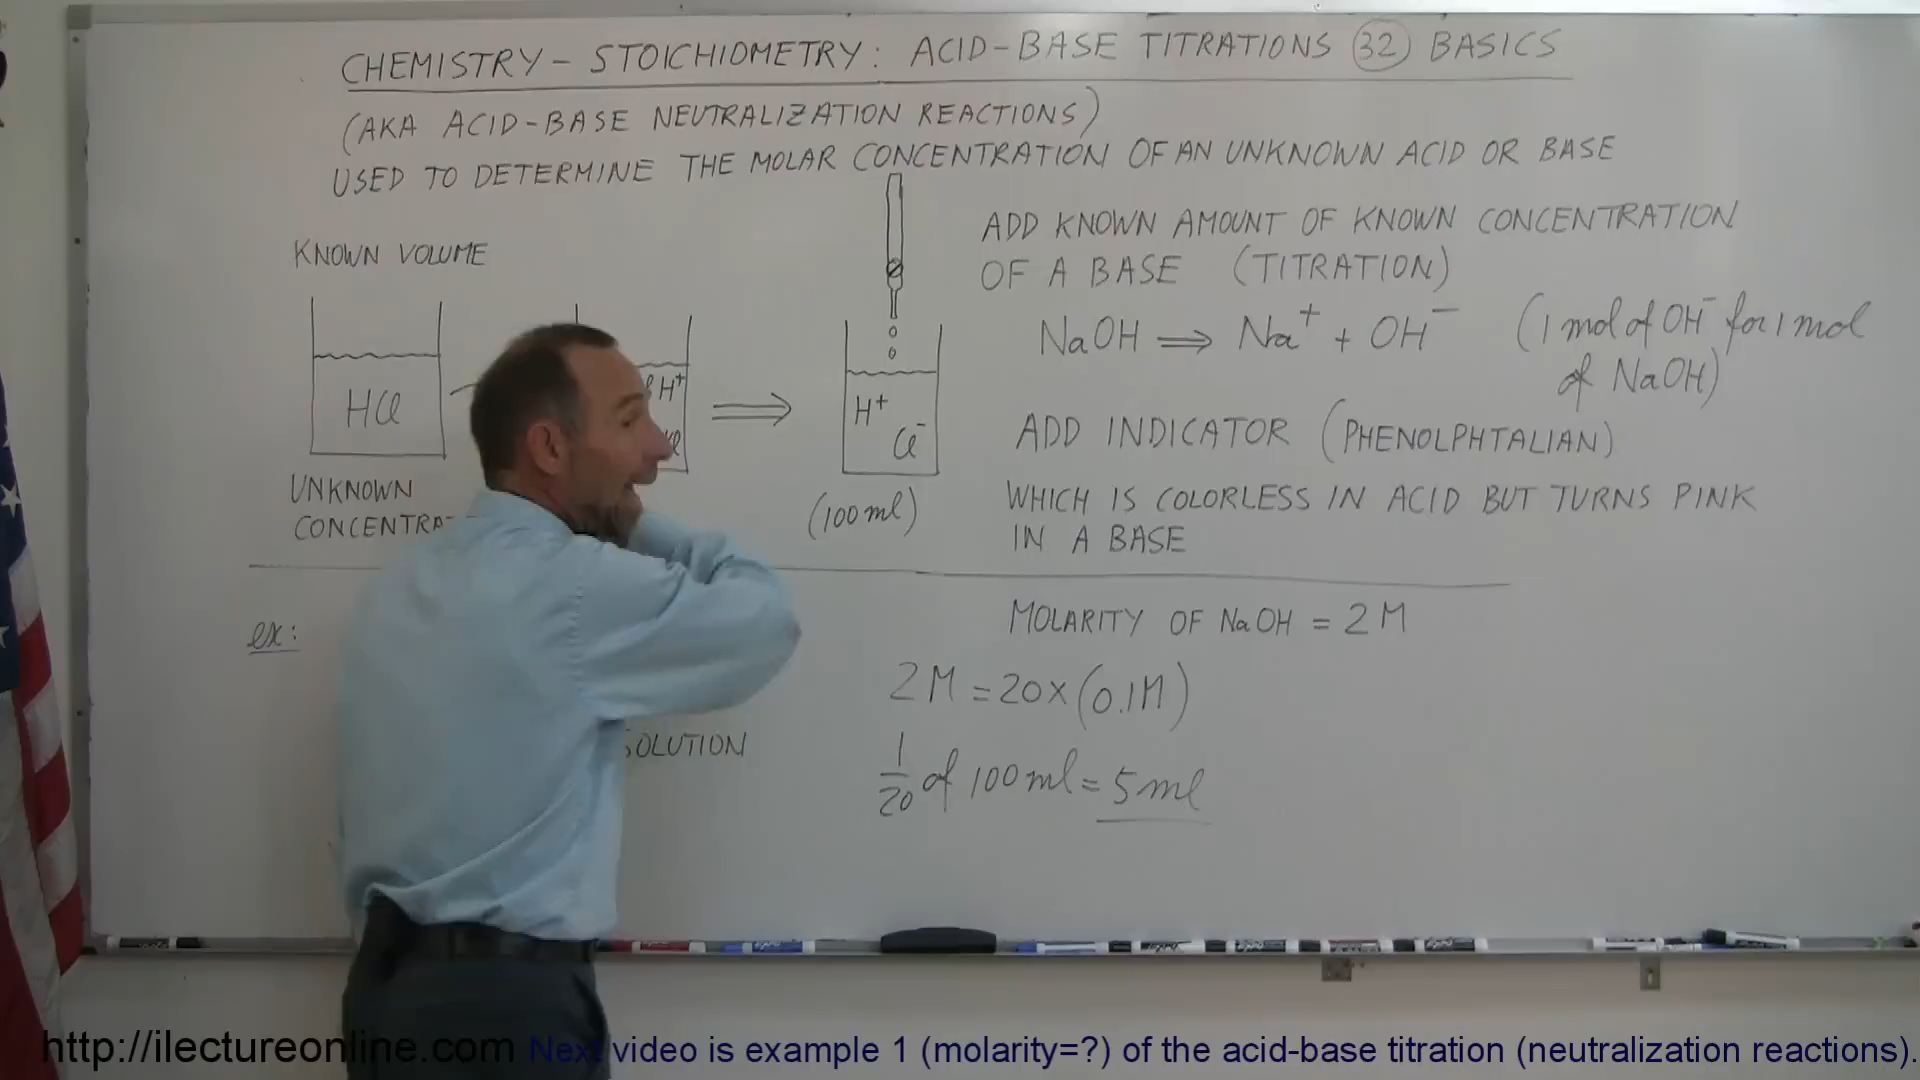 CHEMISTRY - STOICHIOMETRY: ACID-BASE TITRATIONS 32 BASICS
(AKA ACID-BASE NEUTRALIZATION REACTIONS)
USED TO DETERMINE THE MOLAR CONCENTRATION OF AN UNKNOWN ACID OR BASE
KNOWN VOLUME
HCl
UNKNOWN
H+
H+
Cl-
(100 ml)
ADD KNOWN AMOUNT OF KNOWN CONCENTRATION
OF A BASE (TITRATION)
NaOH ⇒ Na+ + OH- (1 mol of OH- for 1 mol
of NaOH)
ADD INDICATOR (PHENOLPHTALIAN)
WHICH IS COLORLESS IN ACID BUT TURNS PINK
IN A BASE
ex:
SOLUTION
MOLARITY OF NaOH = 2 M
2 M = 20 x (0.1M)
1/20 of 100 ml = 5 ml
http://ilectureonline.com Next video is example 1 (molarity=?) of the acid-base titration (neutralization reactions).